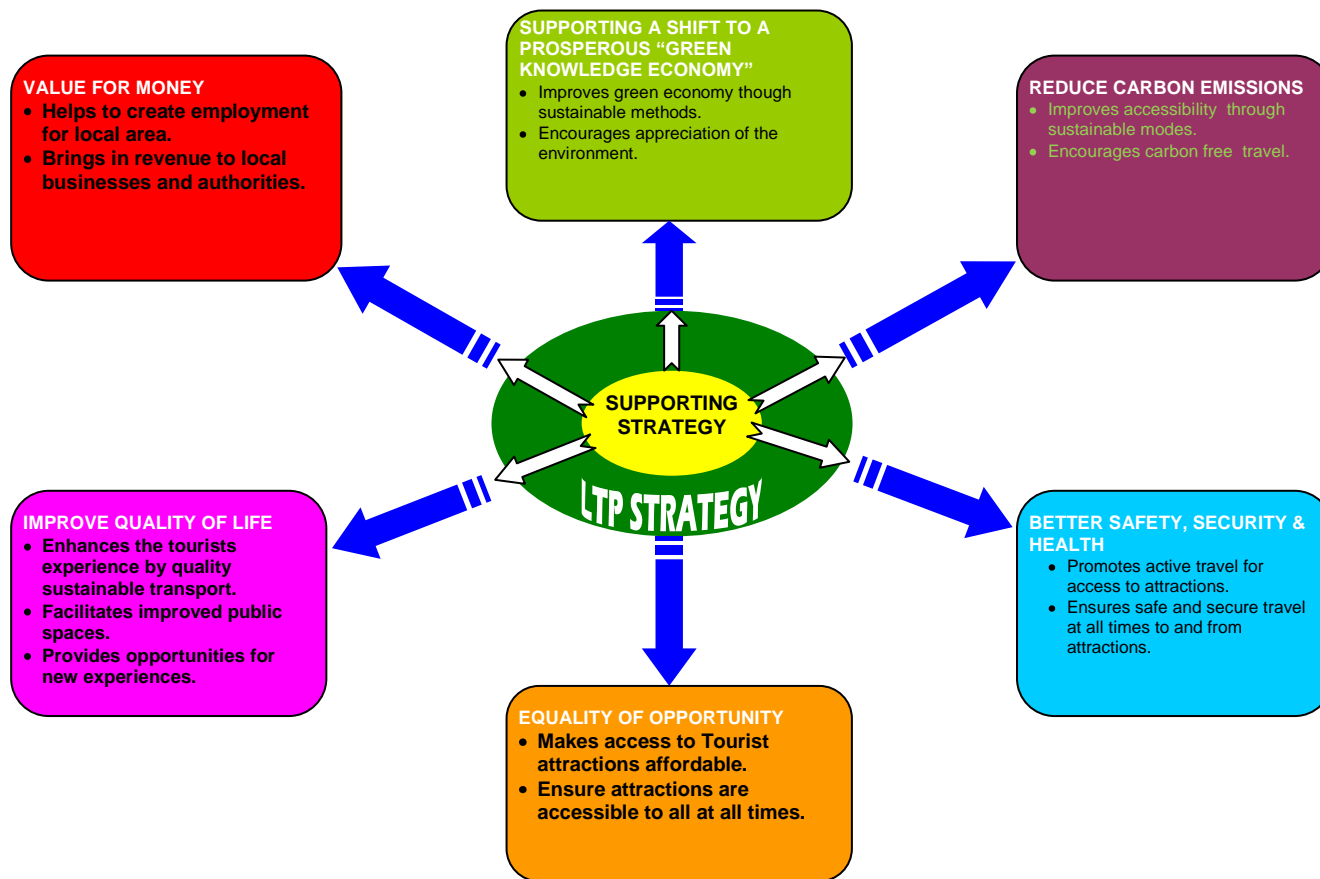 VALUE FOR MONEY
• Helps to create employment
for local area.
• Brings in revenue to local
businesses and authorities.
SUPPORTING A SHIFT TO A
PROSPEROUS “GREEN
KNOWLEDGE ECONOMY”
• Improves green economy though
sustainable methods.
• Encourages appreciation of the
environment.
REDUCE CARBON EMISSIONS
• Improves accessibility through
sustainable modes.
• Encourages carbon free travel.
SUPPORTING
STRATEGY
LTP STRATEGY
IMPROVE QUALITY OF LIFE
• Enhances the tourists
experience by quality
sustainable transport.
• Facilitates improved public
spaces.
• Provides opportunities for
new experiences.
EQUALITY OF OPPORTUNITY
• Makes access to Tourist
attractions affordable.
• Ensure attractions are
accessible to all at all times.
BETTER SAFETY, SECURITY &
HEALTH
• Promotes active travel for
access to attractions.
• Ensures safe and secure travel
at all times to and from
attractions.